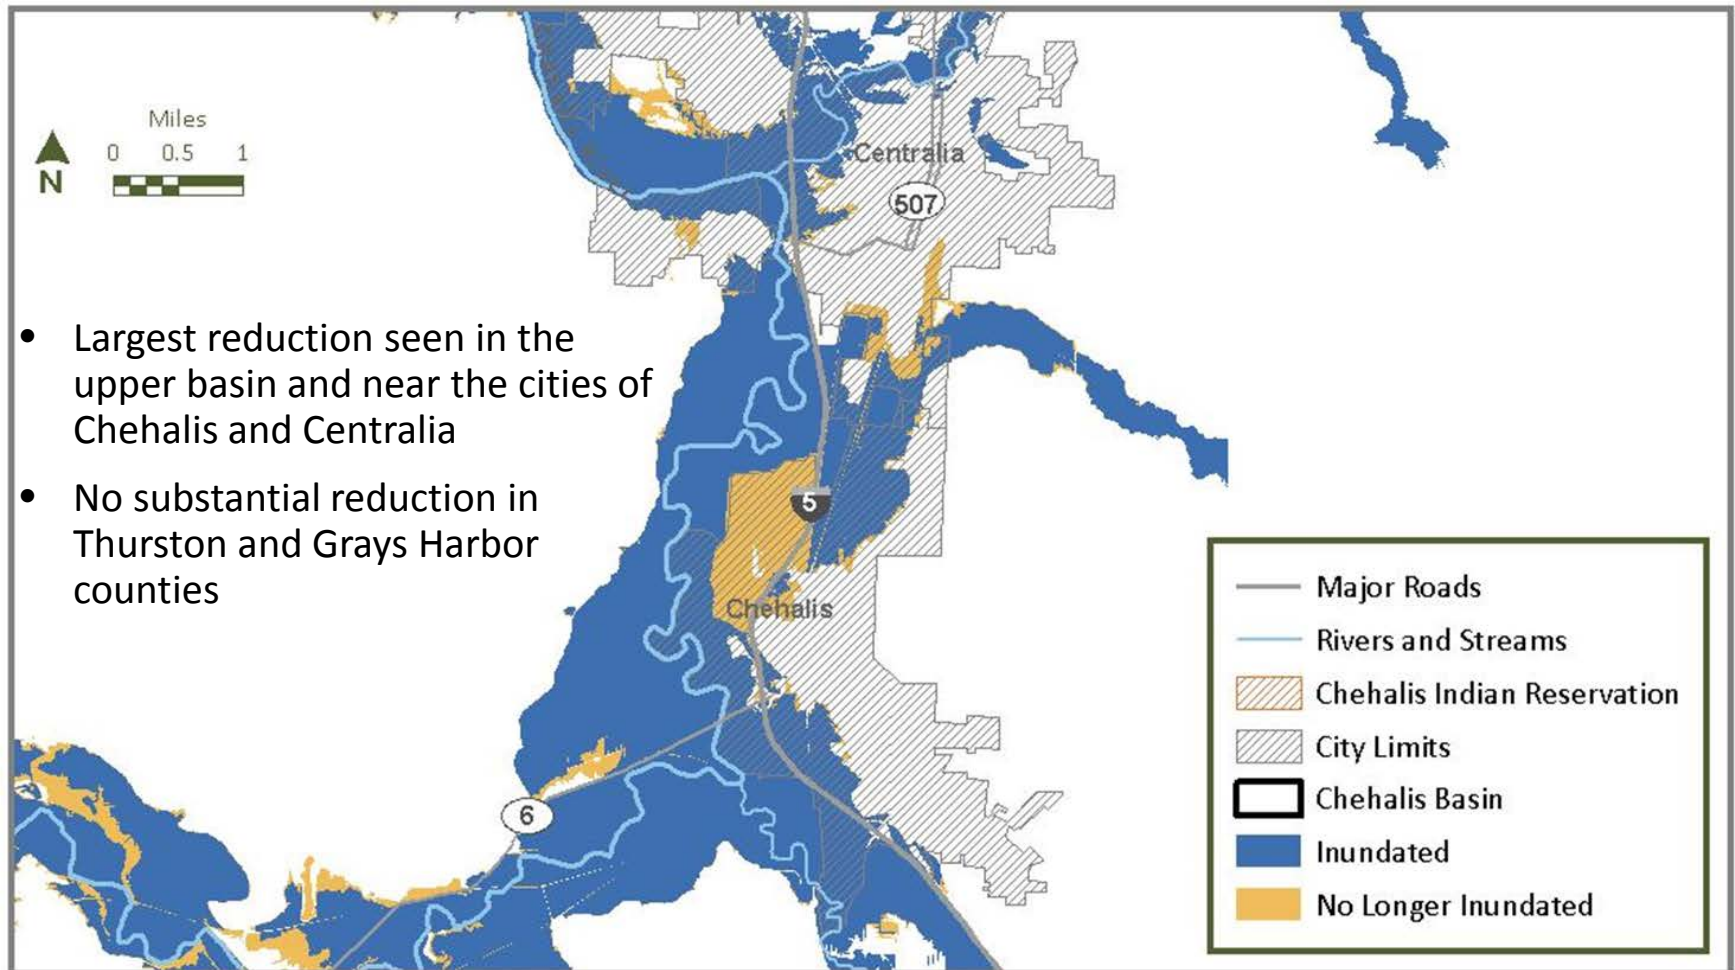 Miles
0 0.5 1
N
Centralia
507
• Largest reduction seen in the
upper basin and near the cities of
Chehalis and Centralia
• No substantial reduction in
Thurston and Grays Harbor
counties
5
Chehalis
6
Major Roads
Rivers and Streams
Chehalis Indian Reservation
City Limits
Chehalis Basin
Inundated
No Longer Inundated